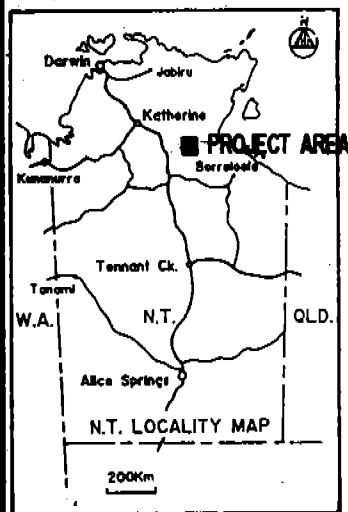 N
Darwin
Jabiru
Katherine
PROJECT AREA
Kununurra
Borroloola
Tennant Ck.
Tanami
W.A.
N.T.
QLD.
Alice Springs
N.T. LOCALITY MAP
200Km